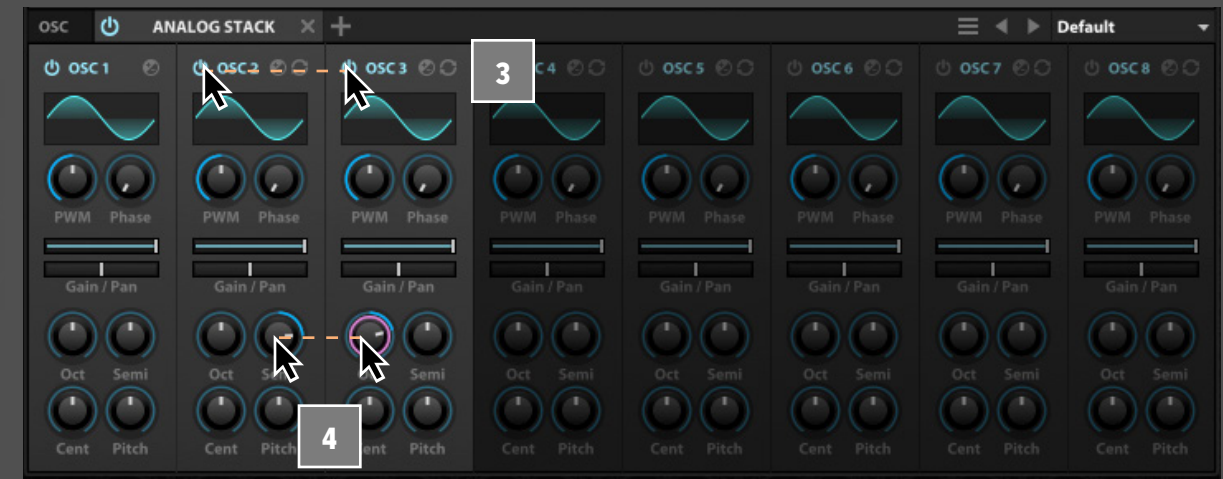 OSC ANALOG STACK Default
OSC 1 OSC 2 OSC 3 3 C 4 OSC 5 OSC 6 OSC 7 OSC 8
PWM Phase PWM Phase PWM Phase PWM Phase PWM Phase PWM Phase PWM Phase PWM Phase
Gain / Pan Gain / Pan Gain / Pan Gain / Pan Gain / Pan Gain / Pan Gain / Pan Gain / Pan
Oct Semi Oct Semi Semi Oct Semi Oct Semi Oct Semi Oct Semi Oct Semi
4
Cent Pitch Cent Pitch ent Pitch Cent Pitch Cent Pitch Cent Pitch Cent Pitch Cent Pitch